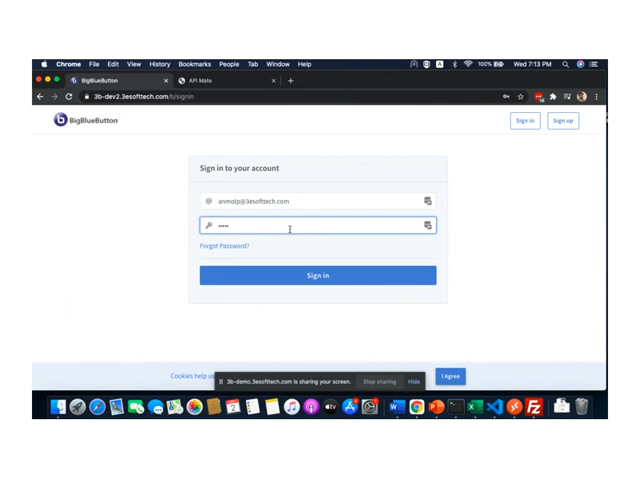 Chrome File Edit View History Bookmarks People Tab Window Help 100% Wed 7:13 PM
BigBlueButton API Mate
3b-dev2.3esofttech.com/b/signin
BigBlueButton Sign in Sign up
Sign in to your account
anmolp@3esofttech.com
•••••
Forgot Password?
Sign in
Cookies help us
3b-demo.3esofttech.com is sharing your screen. Stop sharing Hide
I Agree